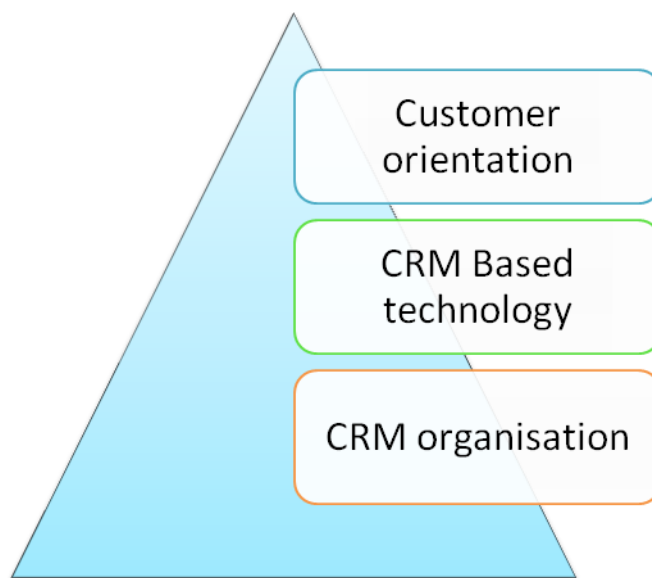 Customer
orientation
CRM Based
technology
CRM organisation